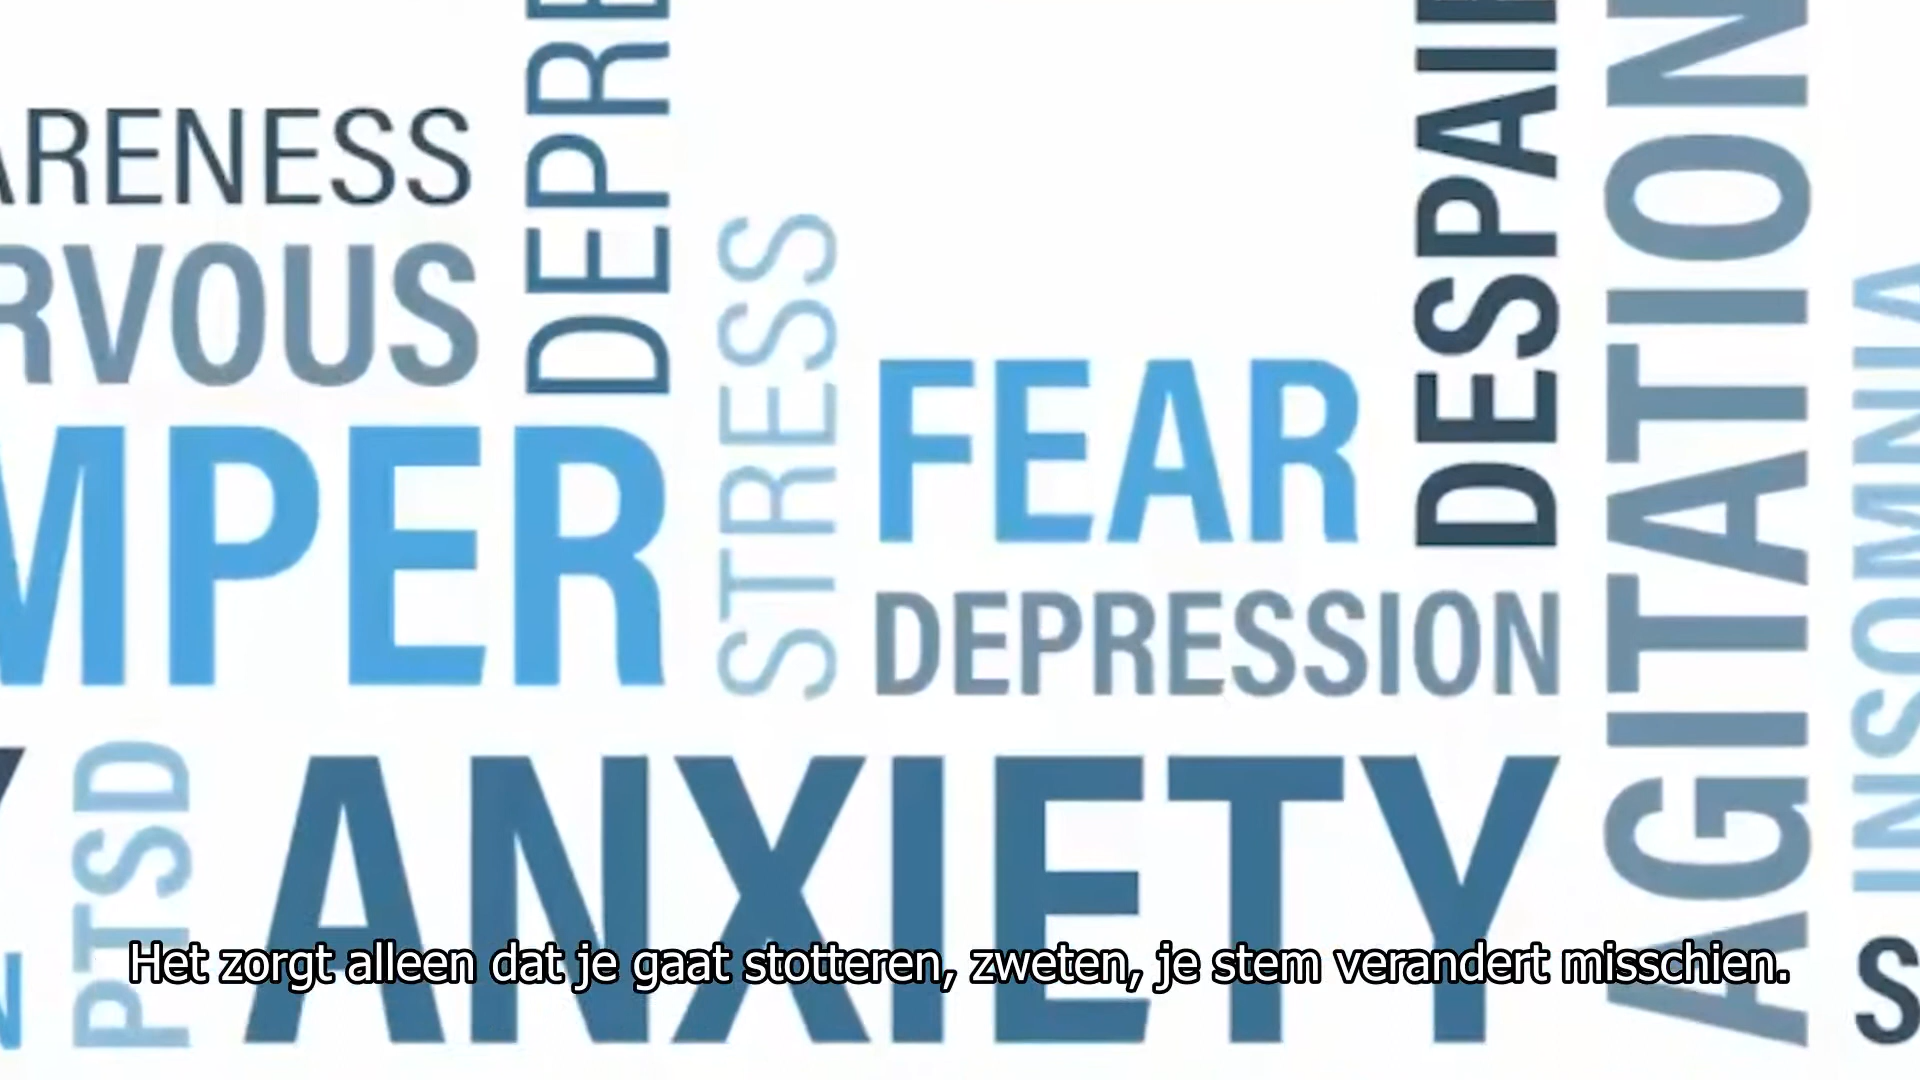 ARENESS
RVOUS
MPER
DEPRE
STRESS
FEAR
DEPRESSION
DESPAIR
AGITATION
INSOMNIA
PTSD
ANXIETY
Het zorgt alleen dat je gaat stotteren, zweten, je stem verandert misschien.